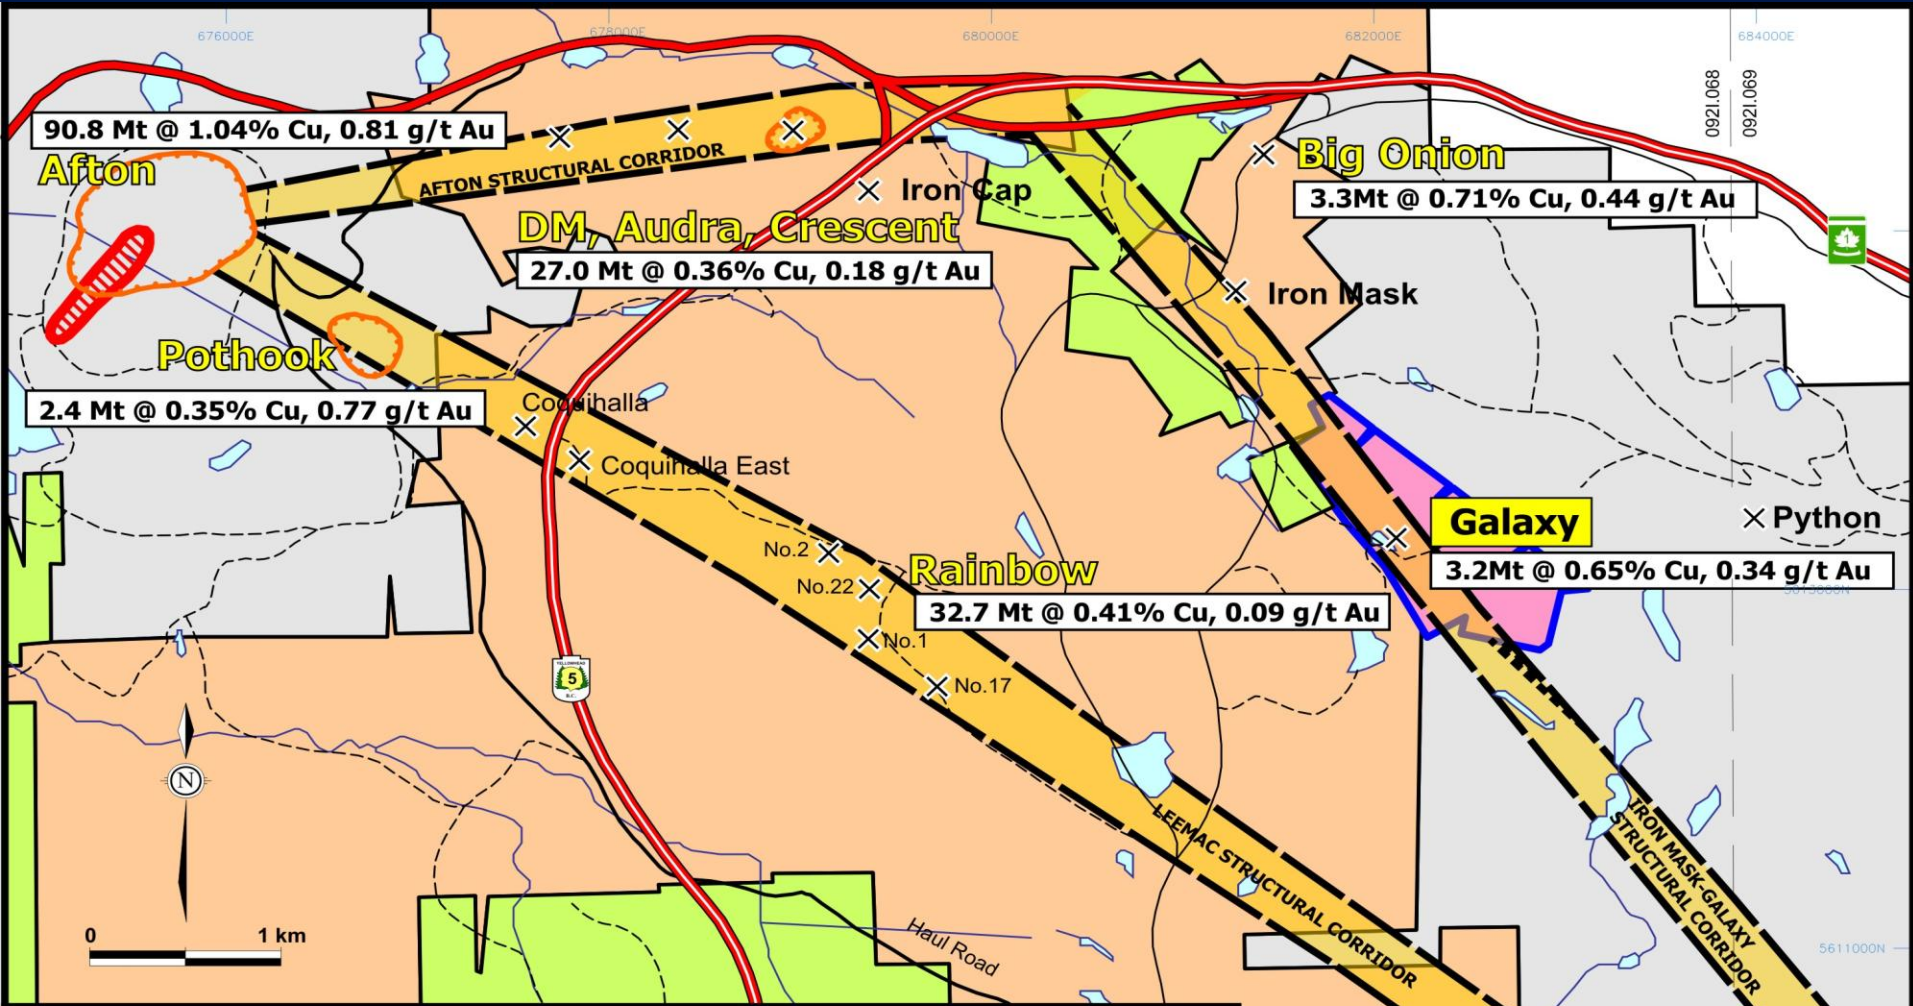 676000E
678000E
680000E
682000E
684000E
092I.068
092I.069
90.8 Mt @ 1.04% Cu, 0.81 g/t Au
Afton
AFTON STRUCTURAL CORRIDOR
Iron Cap
Big Onion
3.3Mt @ 0.71% Cu, 0.44 g/t Au
1
DM, Audra, Crescent
27.0 Mt @ 0.36% Cu, 0.18 g/t Au
Iron Mask
Pothook
2.4 Mt @ 0.35% Cu, 0.77 g/t Au
Coquihalla
Coquihalla East
Galaxy
3.2Mt @ 0.65% Cu, 0.34 g/t Au
Python
5613000N
No.2
No.22
Rainbow
32.7 Mt @ 0.41% Cu, 0.09 g/t Au
No.1
No.17
YELLOWHEAD
5
B.C.
N
LEEMAC STRUCTURAL CORRIDOR
IRON MASK-GALAXY
STRUCTURAL CORRIDOR
0 1 km
Haul Road
5611000N